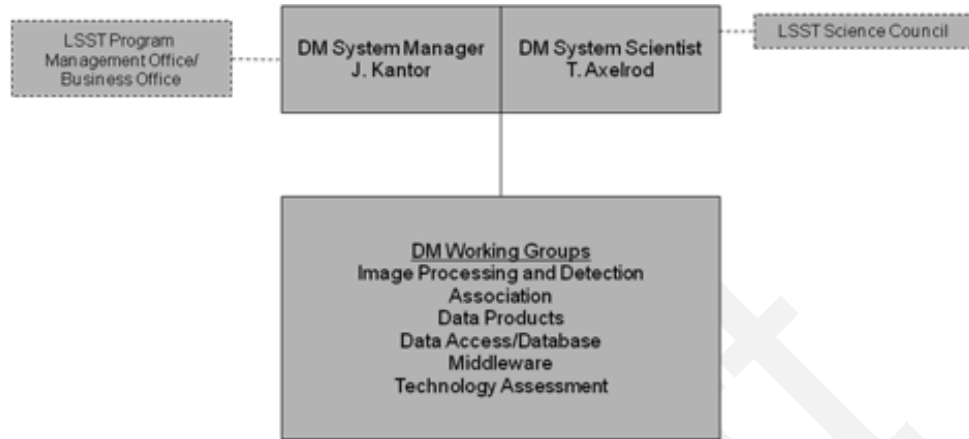 LSST Program
Management Office/
Business Office
DM System Manager
J. Kantor
DM System Scientist
T. Axelrod
LSST Science Council
DM Working Groups
Image Processing and Detection
Association
Data Products
Data Access/Database
Middleware
Technology Assessment